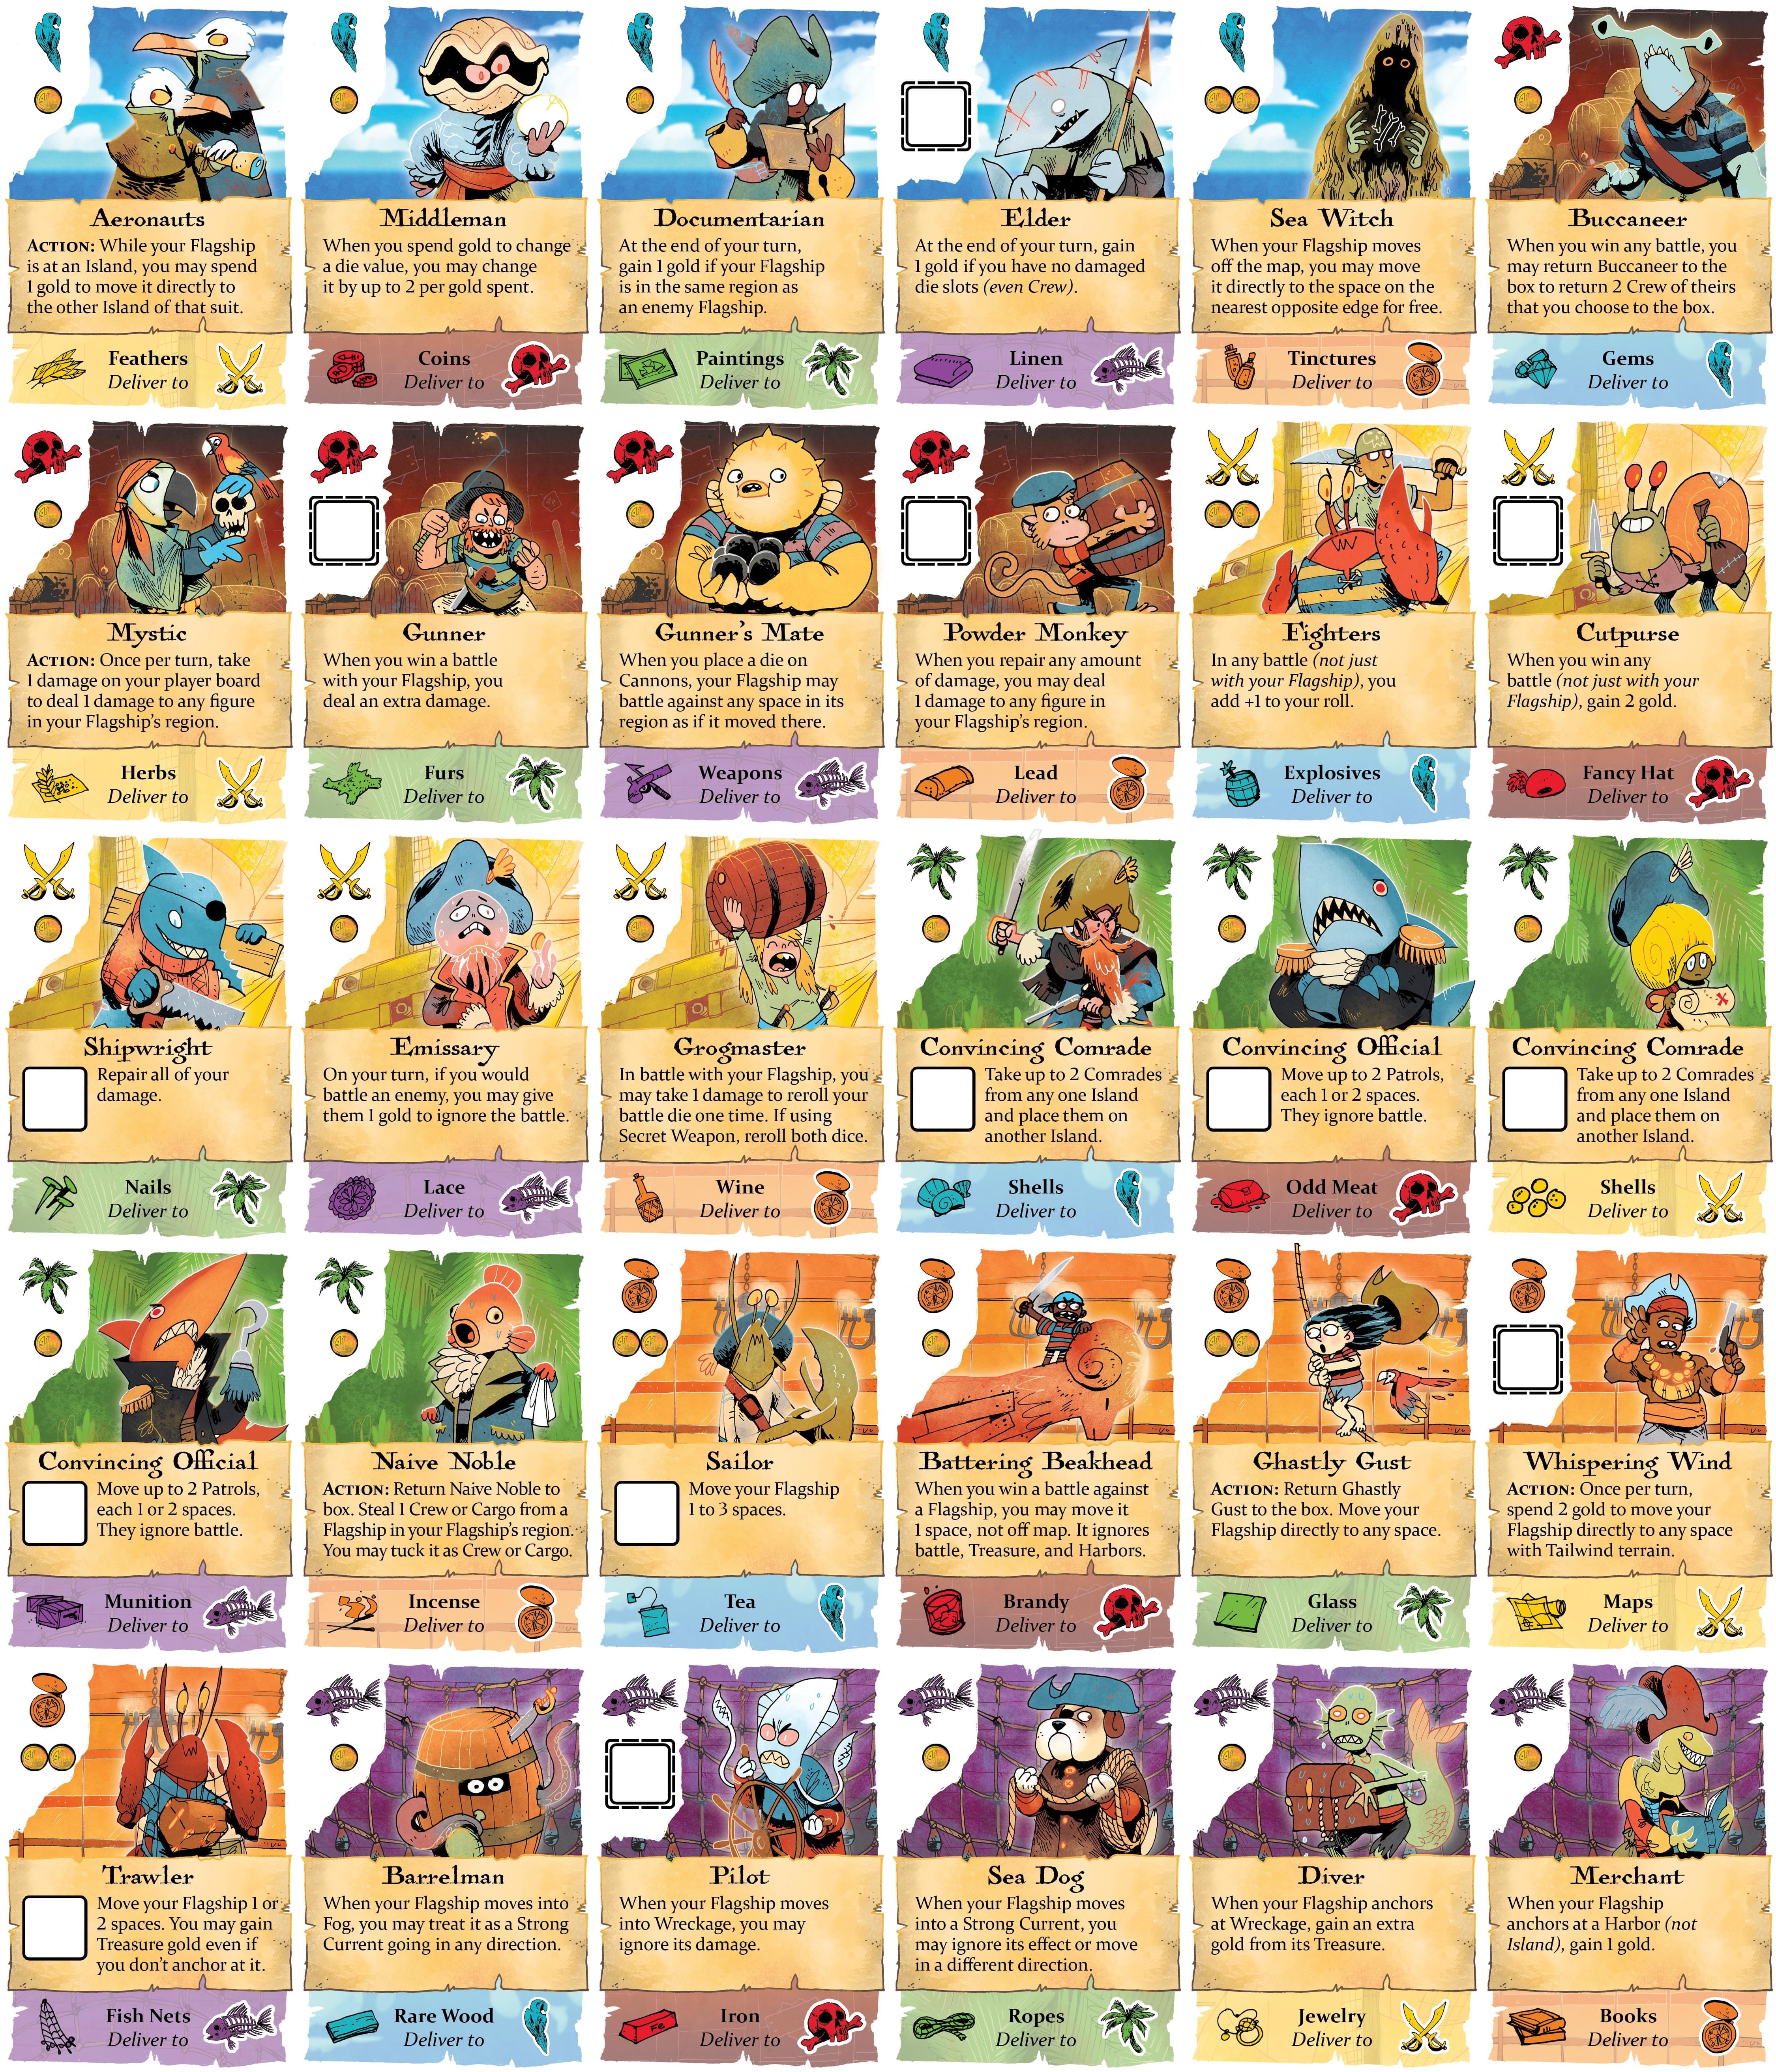 Aeronauts
ACTION: While your Flagship
is at an Island, you may spend
1 gold to move it directly to
the other Island of that suit.
Feathers
Deliver to
Middleman
When you spend gold to change
a die value, you may change
it by up to 2 per gold spent.
Coins
Deliver to
Documentarian
At the end of your turn,
gain 1 gold if your Flagship
is in the same region as
an enemy Flagship.
Paintings
Deliver to
Elder
At the end of your turn, gain
1 gold if you have no damaged
die slots (even Crew).
Linen
Deliver to
Sea Witch
When your Flagship moves
off the map, you may move
it directly to the space on the
nearest opposite edge for free.
Tinctures
Deliver to
Buccaneer
When you win any battle, you
may return Buccaneer to the
box to return 2 Crew of theirs
that you choose to the box.
Gems
Deliver to
Mystic
ACTION: Once per turn, take
1 damage on your player board
to deal 1 damage to any figure
in your Flagship's region.
Herbs
Deliver to
Gunner
When you win a battle
with your Flagship, you
deal an extra damage.
Furs
Deliver to
Gunner's Mate
When you place a die on
Cannons, your Flagship may
battle against any space in its
region as if it moved there.
Weapons
Deliver to
Powder Monkey
When you repair any amount
of damage, you may deal
1 damage to any figure in
your Flagship's region.
Lead
Deliver to
Fighters
In any battle (not just
with your Flagship), you
add +1 to your roll.
Explosives
Deliver to
Cutpurse
When you win any
battle (not just with your
Flagship), gain 2 gold.
Fancy Hat
Deliver to
Shipwright
Repair all of your
damage.
Nails
Deliver to
Emissary
On your turn, if you would
battle an enemy, you may give
them 1 gold to ignore the battle.
Lace
Deliver to
Grogmaster
In battle with your Flagship, you
may take 1 damage to reroll your
battle die one time. If using
Secret Weapon, reroll both dice.
Wine
Deliver to
Convincing Comrade
Take up to 2 Comrades
from any one Island
and place them on
another Island.
Shells
Deliver to
Convincing Official
Move up to 2 Patrols,
each 1 or 2 spaces.
They ignore battle.
Odd Meat
Deliver to
Convincing Comrade
Take up to 2 Comrades
from any one Island
and place them on
another Island.
Shells
Deliver to
Convincing Official
Move up to 2 Patrols,
each 1 or 2 spaces.
They ignore battle.
Munition
Deliver to
Naive Noble
ACTION: Return Naive Noble to
box. Steal 1 Crew or Cargo from a
Flagship in your Flagship's region.
You may tuck it as Crew or Cargo.
Incense
Deliver to
Sailor
Move your Flagship
1 to 3 spaces.
Tea
Deliver to
Battering Beakhead
When you win a battle against
a Flagship, you may move it
1 space, not off map. It ignores
battle, Treasure, and Harbors.
Brandy
Deliver to
Ghastly Gust
ACTION: Return Ghastly
Gust to the box. Move your
Flagship directly to any space.
Glass
Deliver to
Whispering Wind
ACTION: Once per turn,
spend 2 gold to move your
Flagship directly to any space
with Tailwind terrain.
Maps
Deliver to
Trawler
Move your Flagship 1 or
2 spaces. You may gain
Treasure gold even if
you don't anchor at it.
Fish Nets
Deliver to
Barrelman
When your Flagship moves into
Fog, you may treat it as a Strong
Current going in any direction.
Rare Wood
Deliver to
Pilot
When your Flagship moves
into Wreckage, you may
ignore its damage.
Fe
Iron
Deliver to
Sea Dog
When your Flagship moves
into a Strong Current, you
may ignore its effect or move
in a different direction.
Ropes
Deliver to
Diver
When your Flagship anchors
at Wreckage, gain an extra
gold from its Treasure.
Jewelry
Deliver to
Merchant
When your Flagship
anchors at a Harbor (not
Island), gain 1 gold.
Books
Deliver to